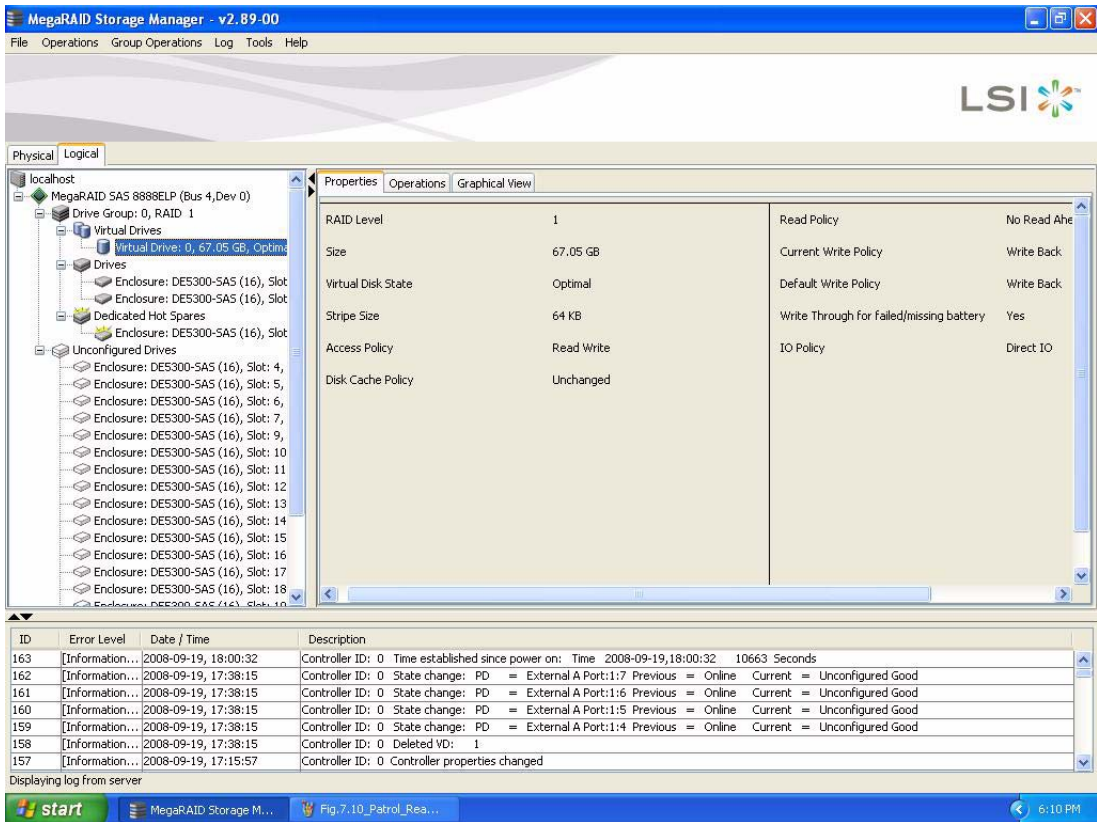 MegaRAID Storage Manager - v2.89-00
File Operations Group Operations Log Tools Help
LSI
Physical Logical
localhost
MegaRAID SAS 8888ELP (Bus 4,Dev 0)
Drive Group: 0, RAID 1
Virtual Drives
Virtual Drive: 0, 67.05 GB, Optima
Drives
Enclosure: DE5300-SAS (16), Slot
Enclosure: DE5300-SAS (16), Slot
Dedicated Hot Spares
Enclosure: DE5300-SAS (16), Slot
Unconfigured Drives
Enclosure: DE5300-SAS (16), Slot: 4,
Enclosure: DE5300-SAS (16), Slot: 5,
Enclosure: DE5300-SAS (16), Slot: 6,
Enclosure: DE5300-SAS (16), Slot: 7,
Enclosure: DE5300-SAS (16), Slot: 9,
Enclosure: DE5300-SAS (16), Slot: 10
Enclosure: DE5300-SAS (16), Slot: 11
Enclosure: DE5300-SAS (16), Slot: 12
Enclosure: DE5300-SAS (16), Slot: 13
Enclosure: DE5300-SAS (16), Slot: 14
Enclosure: DE5300-SAS (16), Slot: 15
Enclosure: DE5300-SAS (16), Slot: 16
Enclosure: DE5300-SAS (16), Slot: 17
Enclosure: DE5300-SAS (16), Slot: 18
Properties Operations Graphical View
RAID Level 1 Read Policy No Read Ahe
Size 67.05 GB Current Write Policy Write Back
Virtual Disk State Optimal Default Write Policy Write Back
Stripe Size 64 KB Write Through for failed/missing battery Yes
Access Policy Read Write IO Policy Direct IO
Disk Cache Policy Unchanged
ID Error Level Date / Time Description
163 [Information... 2008-09-19, 18:00:32 Controller ID: 0 Time established since power on: Time 2008-09-19,18:00:32 10663 Seconds
162 [Information... 2008-09-19, 17:38:15 Controller ID: 0 State change: PD = External A Port:1:7 Previous = Online Current = Unconfigured Good
161 [Information... 2008-09-19, 17:38:15 Controller ID: 0 State change: PD = External A Port:1:6 Previous = Online Current = Unconfigured Good
160 [Information... 2008-09-19, 17:38:15 Controller ID: 0 State change: PD = External A Port:1:5 Previous = Online Current = Unconfigured Good
159 [Information... 2008-09-19, 17:38:15 Controller ID: 0 State change: PD = External A Port:1:4 Previous = Online Current = Unconfigured Good
158 [Information... 2008-09-19, 17:38:15 Controller ID: 0 Deleted VD: 1
157 [Information... 2008-09-19, 17:15:57 Controller ID: 0 Controller properties changed
Displaying log from server
start MegaRAID Storage M... Fig.7.10_Patrol_Rea... 6:10 PM